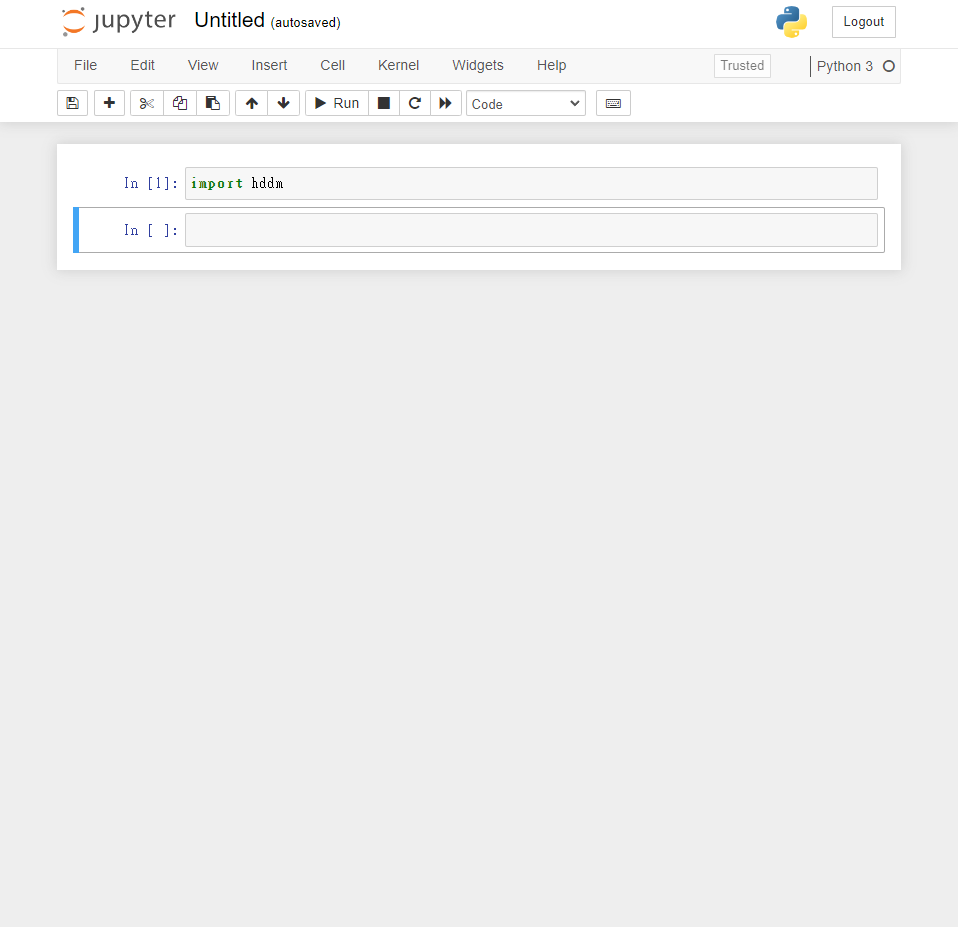 jupyter Untitled (autosaved) Logout
File Edit View Insert Cell Kernel Widgets Help Trusted Python 3
Run Code
In [1]: import hddm
In [ ]: